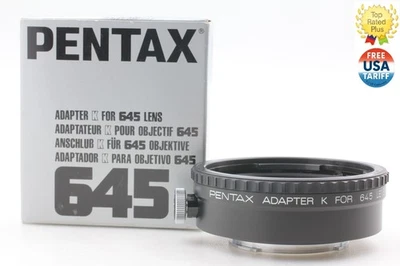 PENTAX
ADAPTER K FOR 645 LENS
ADAPTATEUR K POUR OBJECTIF 645
ANSCHLUß K FÜR 645 OBJEKTIVE
ADAPTADOR K PARA OBJETIVO 645
645
PENTAX ADAPTER K FOR 645
Top
Rated
Plus
FREE
USA
TARIFF